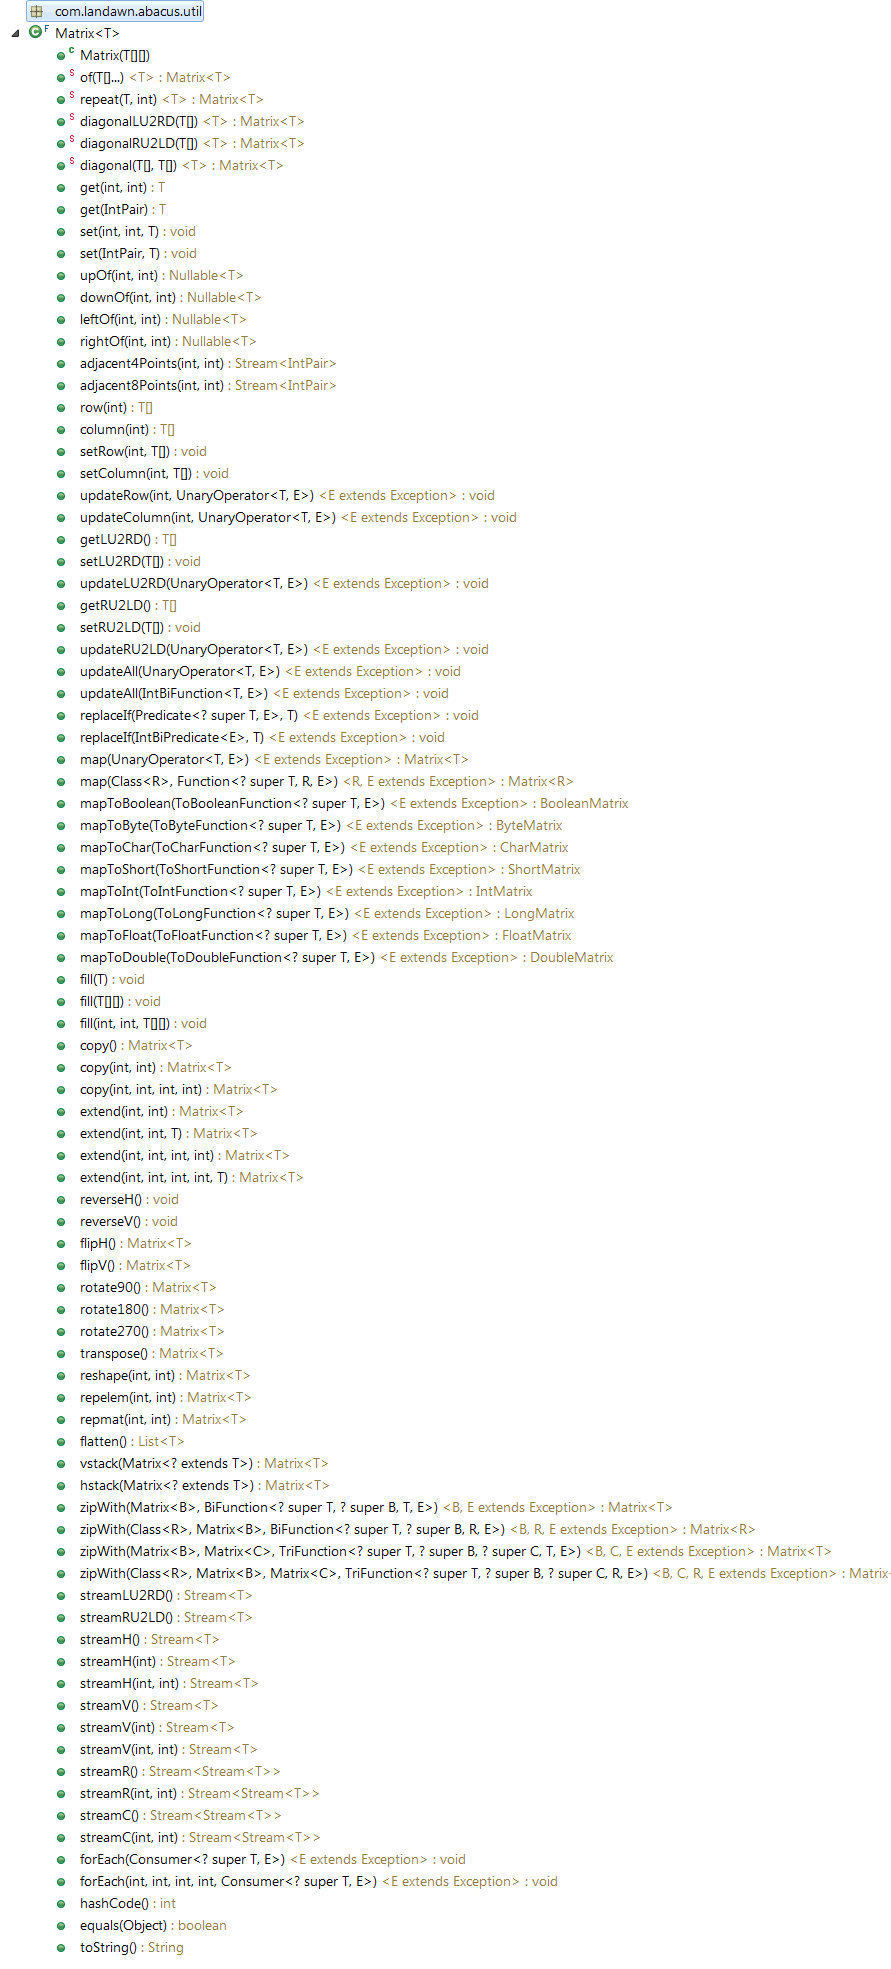 com.landawn.abacus.util
F Matrix<T>
C Matrix(T[][])
S of(T[]...) <T> : Matrix<T>
S repeat(T, int) <T> : Matrix<T>
S diagonalLU2RD(T[]) <T> : Matrix<T>
S diagonalRU2LD(T[]) <T> : Matrix<T>
S diagonal(T[], T[]) <T> : Matrix<T>
get(int, int) : T
get(IntPair) : T
set(int, int, T) : void
set(IntPair, T) : void
upOf(int, int) : Nullable<T>
downOf(int, int) : Nullable<T>
leftOf(int, int) : Nullable<T>
rightOf(int, int) : Nullable<T>
adjacent4Points(int, int) : Stream<IntPair>
adjacent8Points(int, int) : Stream<IntPair>
row(int) : T[]
column(int) : T[]
setRow(int, T[]) : void
setColumn(int, T[]) : void
updateRow(int, UnaryOperator<T, E>) <E extends Exception> : void
updateColumn(int, UnaryOperator<T, E>) <E extends Exception> : void
getLU2RD() : T[]
setLU2RD(T[]) : void
updateLU2RD(UnaryOperator<T, E>) <E extends Exception> : void
getRU2LD() : T[]
setRU2LD(T[]) : void
updateRU2LD(UnaryOperator<T, E>) <E extends Exception> : void
updateAll(UnaryOperator<T, E>) <E extends Exception> : void
updateAll(IntBiFunction<T, E>) <E extends Exception> : void
replaceIf(Predicate<? super T, E>, T) <E extends Exception> : void
replaceIf(IntBiPredicate<E>, T) <E extends Exception> : void
map(UnaryOperator<T, E>) <E extends Exception> : Matrix<T>
map(Class<R>, Function<? super T, R, E>) <R, E extends Exception> : Matrix<R>
mapToBoolean(ToBooleanFunction<? super T, E>) <E extends Exception> : BooleanMatrix
mapToByte(ToByteFunction<? super T, E>) <E extends Exception> : ByteMatrix
mapToChar(ToCharFunction<? super T, E>) <E extends Exception> : CharMatrix
mapToShort(ToShortFunction<? super T, E>) <E extends Exception> : ShortMatrix
mapToInt(ToIntFunction<? super T, E>) <E extends Exception> : IntMatrix
mapToLong(ToLongFunction<? super T, E>) <E extends Exception> : LongMatrix
mapToFloat(ToFloatFunction<? super T, E>) <E extends Exception> : FloatMatrix
mapToDouble(ToDoubleFunction<? super T, E>) <E extends Exception> : DoubleMatrix
fill(T) : void
fill(T[][]) : void
fill(int, int, T[][]) : void
copy() : Matrix<T>
copy(int, int) : Matrix<T>
copy(int, int, int, int) : Matrix<T>
extend(int, int) : Matrix<T>
extend(int, int, T) : Matrix<T>
extend(int, int, int, int) : Matrix<T>
extend(int, int, int, int, T) : Matrix<T>
reverseH() : void
reverseV() : void
flipH() : Matrix<T>
flipV() : Matrix<T>
rotate90() : Matrix<T>
rotate180() : Matrix<T>
rotate270() : Matrix<T>
transpose() : Matrix<T>
reshape(int, int) : Matrix<T>
repelem(int, int) : Matrix<T>
repmat(int, int) : Matrix<T>
flatten() : List<T>
vstack(Matrix<? extends T>) : Matrix<T>
hstack(Matrix<? extends T>) : Matrix<T>
zipWith(Matrix<B>, BiFunction<? super T, ? super B, T, E>) <B, E extends Exception> : Matrix<T>
zipWith(Class<R>, Matrix<B>, BiFunction<? super T, ? super B, R, E>) <B, R, E extends Exception> : Matrix<R>
zipWith(Matrix<B>, Matrix<C>, TriFunction<? super T, ? super B, ? super C, T, E>) <B, C, E extends Exception> : Matrix<T>
zipWith(Class<R>, Matrix<B>, Matrix<C>, TriFunction<? super T, ? super B, ? super C, R, E>) <B, C, R, E extends Exception> : Matrix<
streamLU2RD() : Stream<T>
streamRU2LD() : Stream<T>
streamH() : Stream<T>
streamH(int) : Stream<T>
streamH(int, int) : Stream<T>
streamV() : Stream<T>
streamV(int) : Stream<T>
streamV(int, int) : Stream<T>
streamR() : Stream<Stream<T>>
streamR(int, int) : Stream<Stream<T>>
streamC() : Stream<Stream<T>>
streamC(int, int) : Stream<Stream<T>>
forEach(Consumer<? super T, E>) <E extends Exception> : void
forEach(int, int, int, int, Consumer<? super T, E>) <E extends Exception> : void
hashCode() : int
equals(Object) : boolean
toString() : String